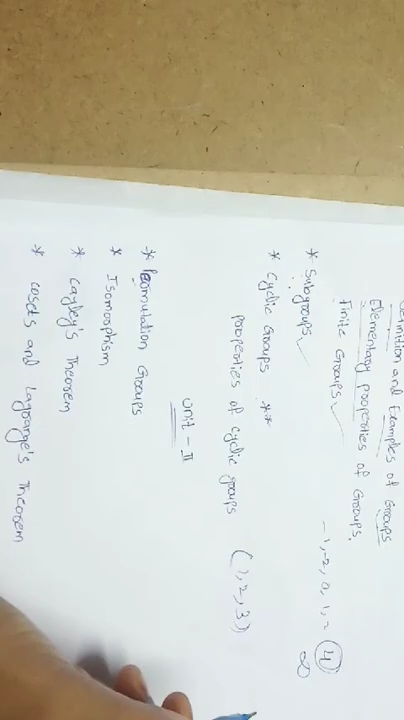 Definition and Examples of Groups
Elementary properties of Groups.
Finite Groups
-1, -2, 0, 1, 2 4
* Subgroups
∞
* Cyclic Groups **
properties of cyclic groups (1, 2, 3)
Unit - II
* Permutation Groups
* Isomorphism
* Cayley's Theorem
* cosets and Lagrange's Theorem